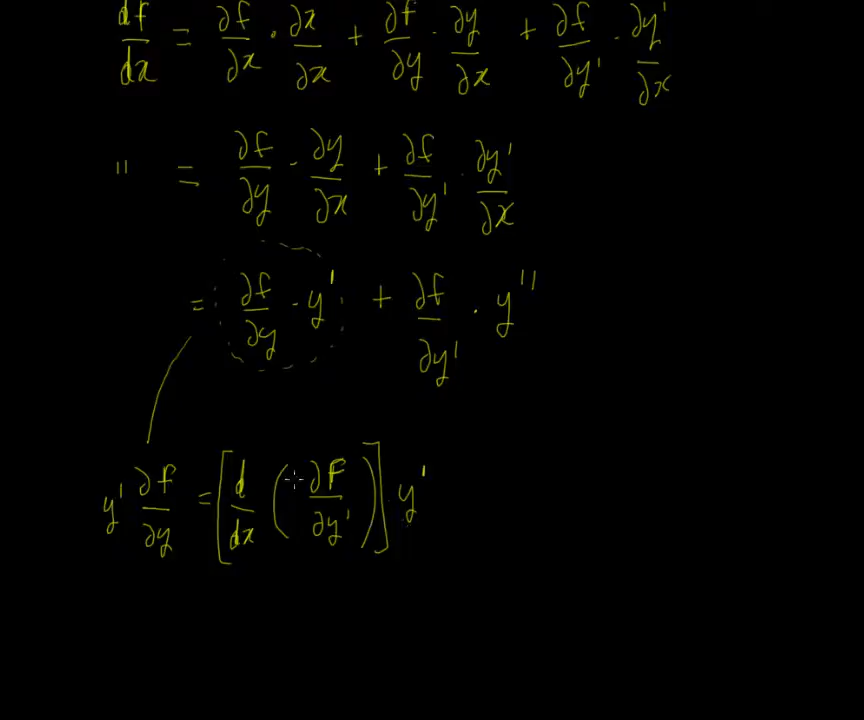 df/dx = ∂f/∂x · ∂x/∂x + ∂f/∂y · ∂y/∂x + ∂f/∂y' · ∂y'/∂x
" = ∂f/∂y · ∂y/∂x + ∂f/∂y' · ∂y'/∂x
= ∂f/∂y · y' + ∂f/∂y' · y''
y' ∂f/∂y = [d/dx (∂f/∂y')] y'